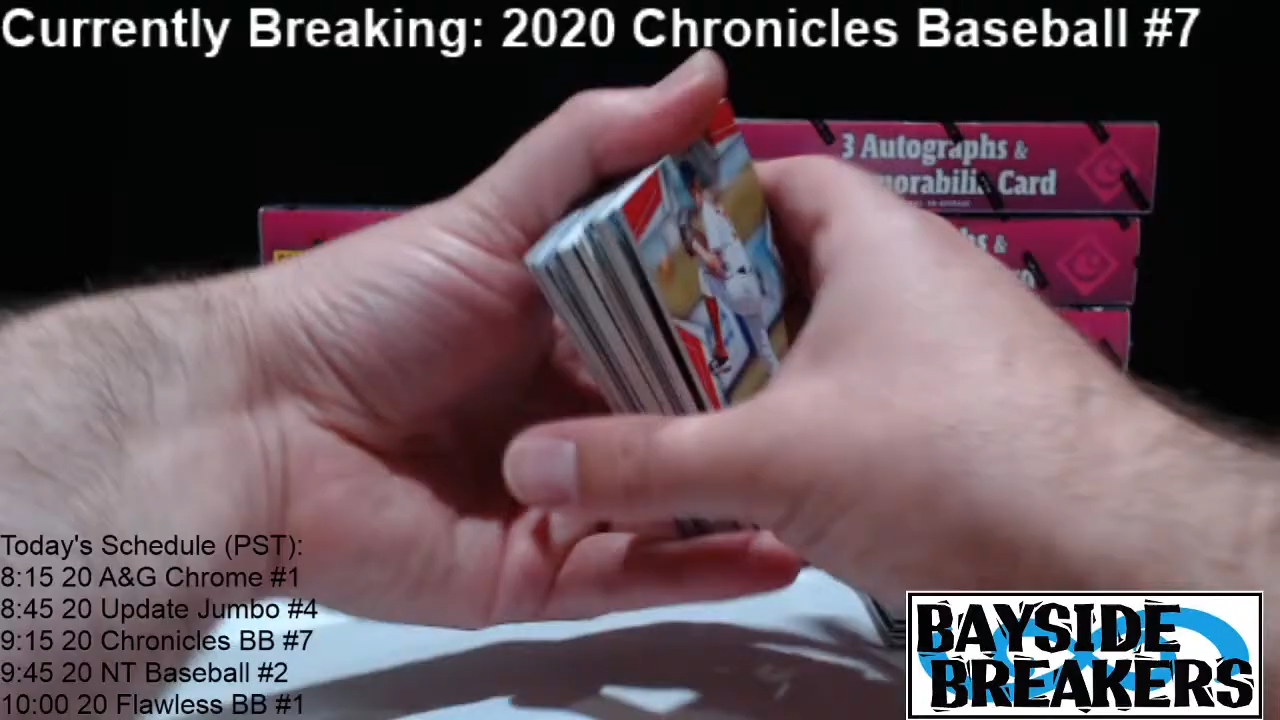 Currently Breaking: 2020 Chronicles Baseball #7
3 Autographs &
Card
&
Today's Schedule (PST):
8:15 20 A&G Chrome #1
8:45 20 Update Jumbo #4
9:15 20 Chronicles BB #7
9:45 20 NT Baseball #2
10:00 20 Flawless BB #1
BAYSIDE
BREAKERS